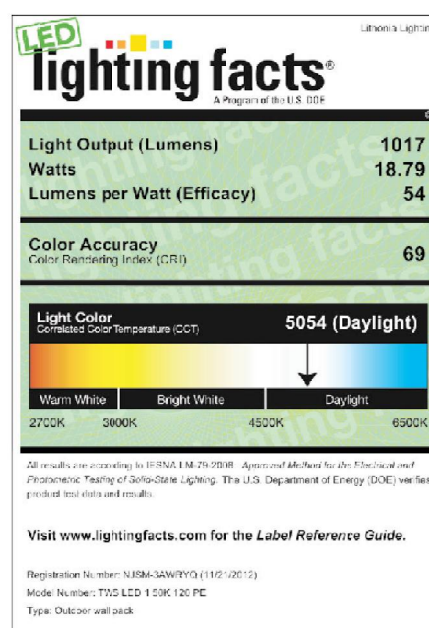 Lithonia Lightin
LED
lighting facts®
A Program of the U.S. DOE
Light Output (Lumens) 1017
Watts 18.79
Lumens per Watt (Efficacy) 54
Color Accuracy
Color Rendering Index (CRI) 69
Light Color
Correlated Color Temperature (CCT) 5054 (Daylight)
Warm White Bright White Daylight
2700K 3000K 4500K 6500K
All results are according to IESNA LM-79-2008: Approved Method for the Electrical and
Photometric Testing of Solid-State Lighting. The U.S. Department of Energy (DOE) verifies
product test data and results.
Visit www.lightingfacts.com for the Label Reference Guide.
Registration Number: (11/21/2012)
Model Number: TWS LED 1 50K 120 PE
Type: Outdoor wall pack